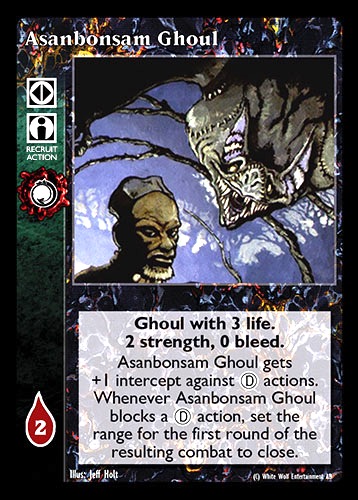 Asanbonsam Ghoul
RECRUIT
ACTION
Ghoul with 3 life.
2 strength, 0 bleed.
Asanbonsam Ghoul gets
+1 intercept against Ⓓ actions.
Whenever Asanbonsam Ghoul
blocks a Ⓓ action, set the
range for the first round of the
resulting combat to close.
2
Illus: Jeff Holt
(C) White Wolf Entertainment AB